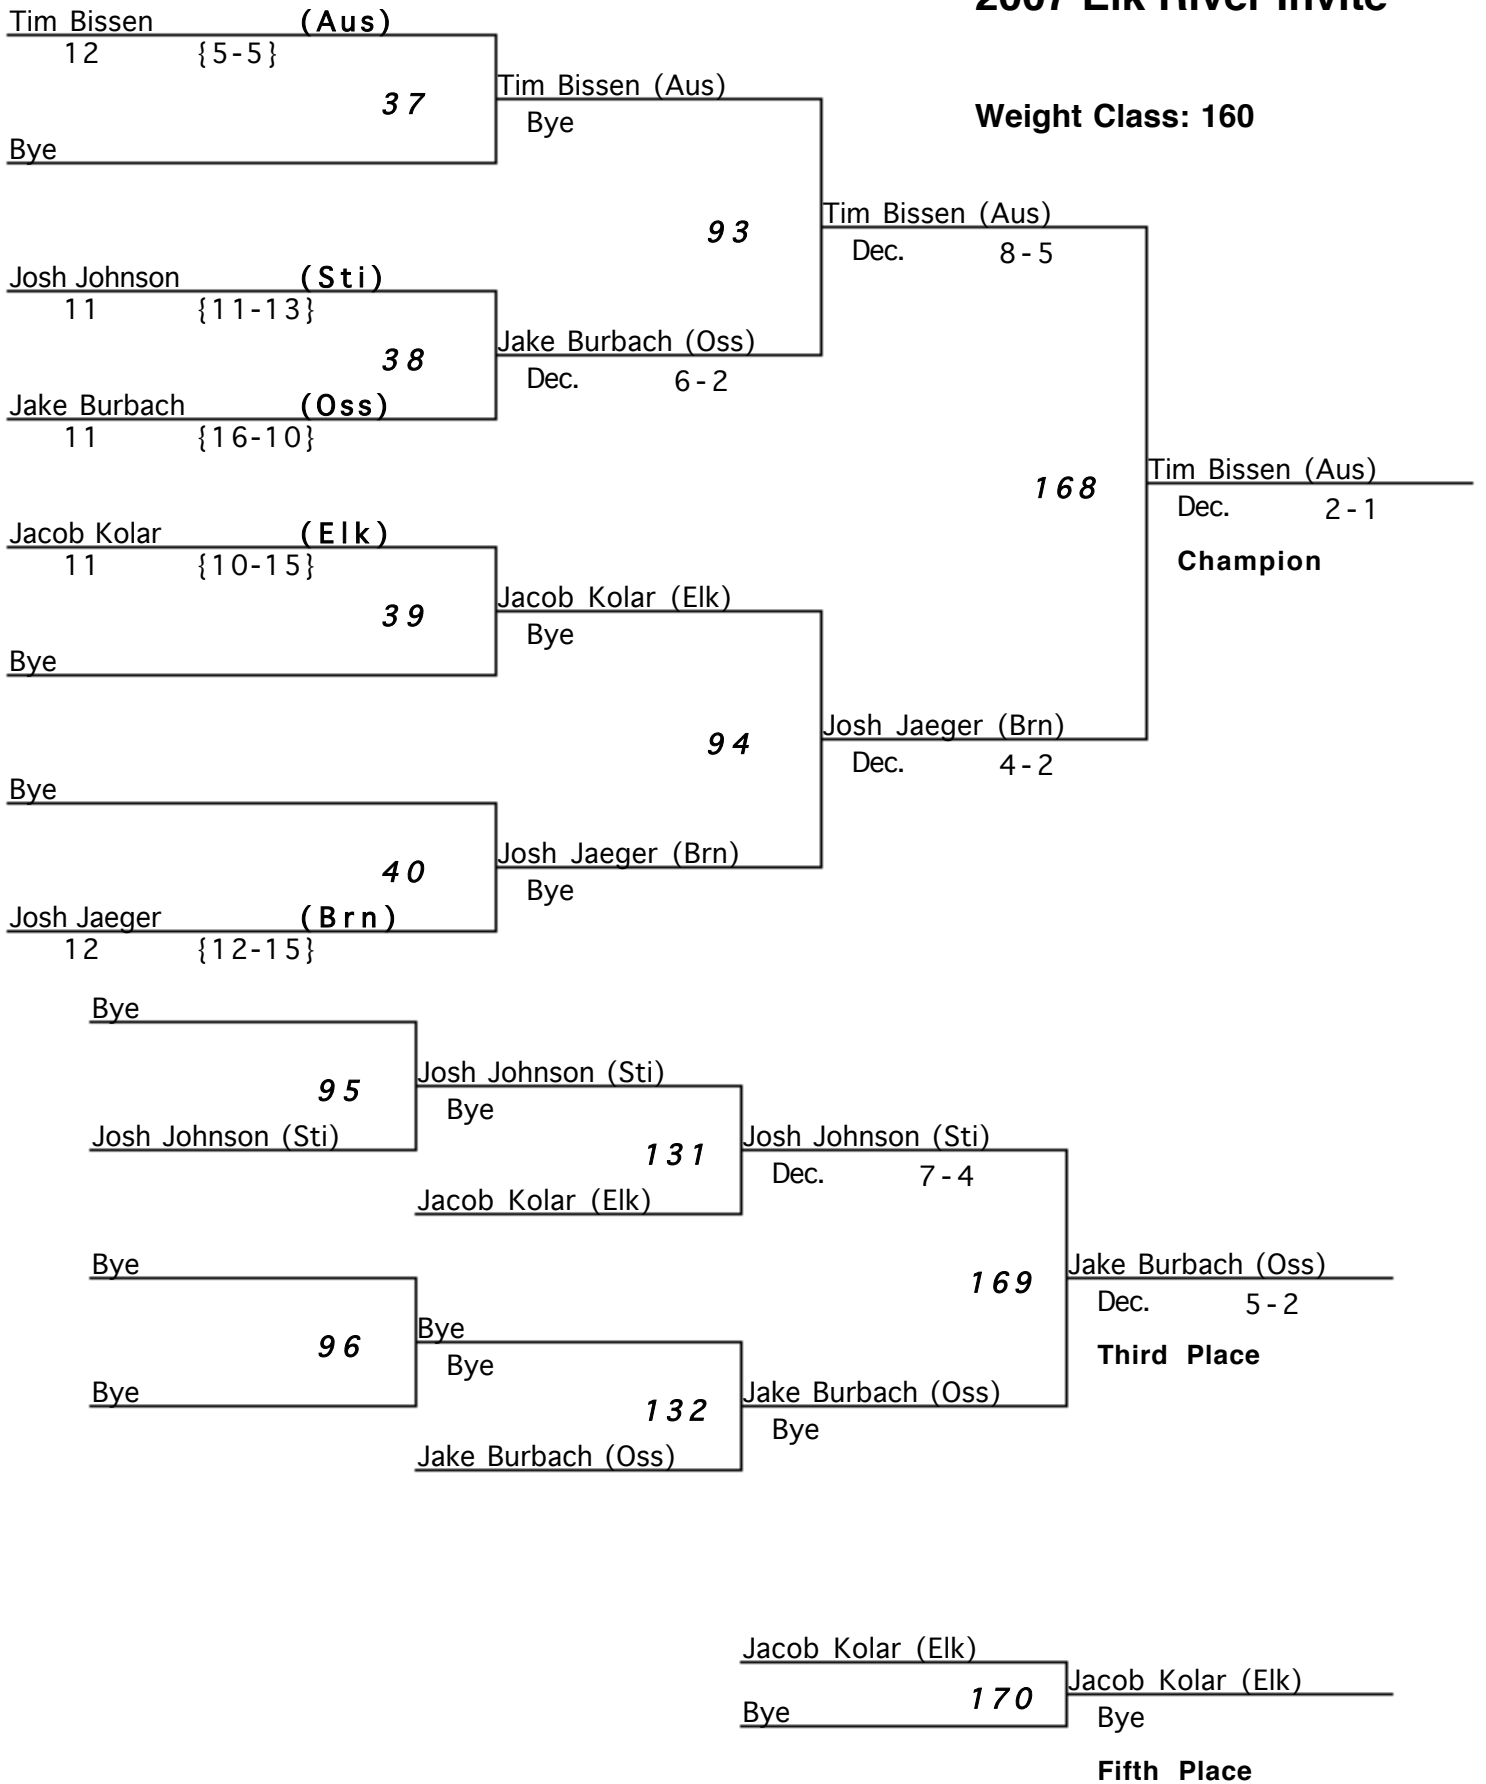 2007 Elk River Invite
Tim Bissen (Aus)
12 {5-5}
37
Bye
Tim Bissen (Aus)
Bye
Weight Class: 160
93
Tim Bissen (Aus)
Dec. 8-5
Josh Johnson (Sti)
11 {11-13}
38
Jake Burbach (Oss)
Dec. 6-2
Jake Burbach (Oss)
11 {16-10}
168
Tim Bissen (Aus)
Dec. 2-1
Champion
Jacob Kolar (Elk)
11 {10-15}
39
Jacob Kolar (Elk)
Bye
Bye
94
Josh Jaeger (Brn)
Dec. 4-2
Bye
40
Josh Jaeger (Brn)
Bye
Josh Jaeger (Brn)
12 {12-15}
Bye
95
Josh Johnson (Sti)
Bye
Josh Johnson (Sti)
131
Josh Johnson (Sti)
Dec. 7-4
Jacob Kolar (Elk)
Bye
169
Jake Burbach (Oss)
Dec. 5-2
Third Place
96
Bye
Bye
Bye
132
Jake Burbach (Oss)
Bye
Jake Burbach (Oss)
Jacob Kolar (Elk)
170
Jacob Kolar (Elk)
Bye
Bye
Fifth Place